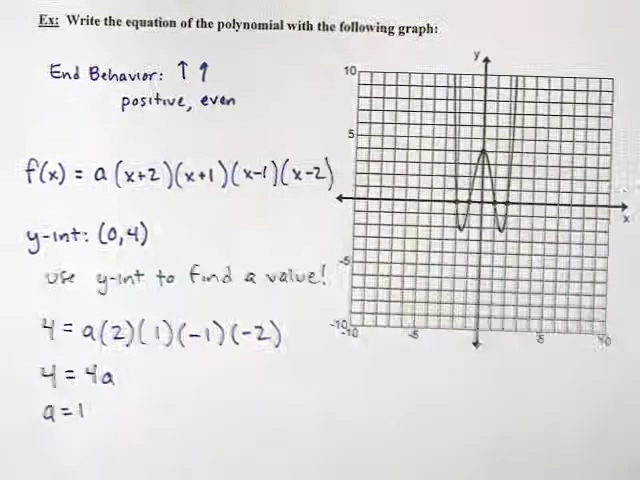 Ex: Write the equation of the polynomial with the following graph:
End Behavior: ↑ ↑
positive, even
f(x) = a(x+2)(x+1)(x-1)(x-2)
y-int: (0,4)
use y-int to find a value!
4 = a(2)(1)(-1)(-2)
4 = 4a
a = 1
y
10
5
x
-5
-10
-10 -5 5 10